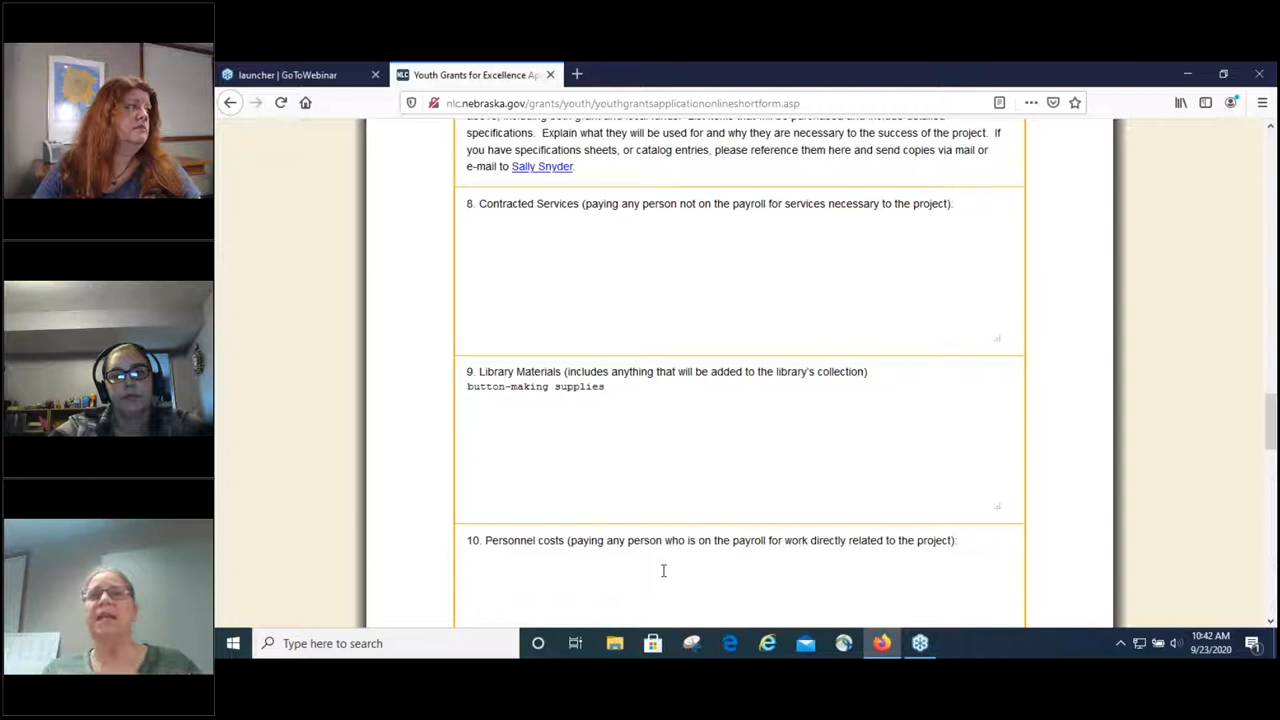 launcher | GoToWebinar
NLC Youth Grants for Excellence Ap
nlc.nebraska.gov/grants/youth/youthgrantsapplicationonlineshortform.asp
specifications. Explain what they will be used for and why they are necessary to the success of the project. If
you have specifications sheets, or catalog entries, please reference them here and send copies via mail or
e-mail to Sally Snyder.
8. Contracted Services (paying any person not on the payroll for services necessary to the project):
9. Library Materials (includes anything that will be added to the library's collection)
button-making supplies
10. Personnel costs (paying any person who is on the payroll for work directly related to the project):
Type here to search
10:42 AM
9/23/2020